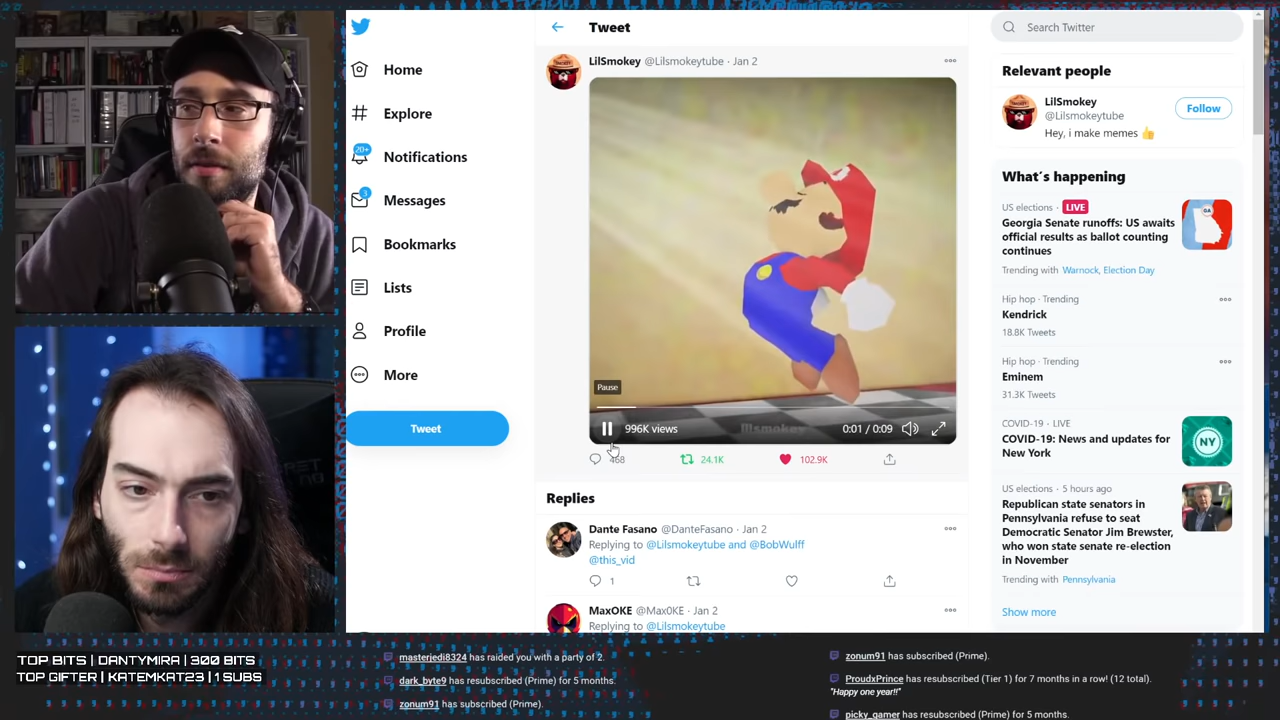 Home
Explore
20+
Notifications
3
Messages
Bookmarks
Lists
Profile
More
Tweet
Tweet
LilSmokey @Lilsmokeytube · Jan 2
Pause
996K views
lilsmokey
0:01 / 0:09
468
24.1K
102.9K
Replies
Dante Fasano @DanteFasano · Jan 2
Replying to @Lilsmokeytube and @BobWulff
@this_vid
1
MaxOKE @Max0KE · Jan 2
Replying to @Lilsmokeytube
Search Twitter
Relevant people
LilSmokey
@Lilsmokeytube
Follow
Hey, i make memes 👍
What's happening
US elections · LIVE
Georgia Senate runoffs: US awaits
official results as ballot counting
continues
GA
Trending with Warnock, Election Day
Hip hop · Trending
Kendrick
18.8K Tweets
Hip hop · Trending
Eminem
31.3K Tweets
COVID-19 · LIVE
COVID-19: News and updates for
New York
NY
US elections · 5 hours ago
Republican state senators in
Pennsylvania refuse to seat
Democratic Senator Jim Brewster,
who won state senate re-election
in November
Trending with Pennsylvania
Show more
TOP BITS | DANTYMIRA | 300 BITS
TOP GIFTER | KATEMKAT23 | 1 SUBS
masterjedi8324 has raided you with a party of 2.
dark_byte9 has resubscribed (Prime) for 5 months.
zonum91 has subscribed (Prime).
zonum91 has subscribed (Prime).
ProudxPrince has resubscribed (Tier 1) for 7 months in a row! (12 total).
"Happy one year!!"
picky_gamer has resubscribed (Prime) for 5 months.